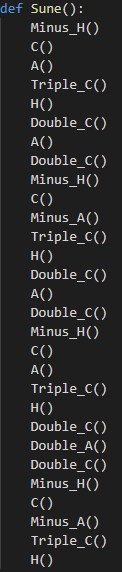 def Sune():
    Minus_H()
    C()
    A()
    Triple_C()
    H()
    Double_C()
    A()
    Double_C()
    Minus_H()
    C()
    Minus_A()
    Triple_C()
    H()
    Double_C()
    A()
    Double_C()
    Minus_H()
    C()
    A()
    Triple_C()
    H()
    Double_C()
    Double_A()
    Double_C()
    Minus_H()
    C()
    Minus_A()
    Triple_C()
    H()